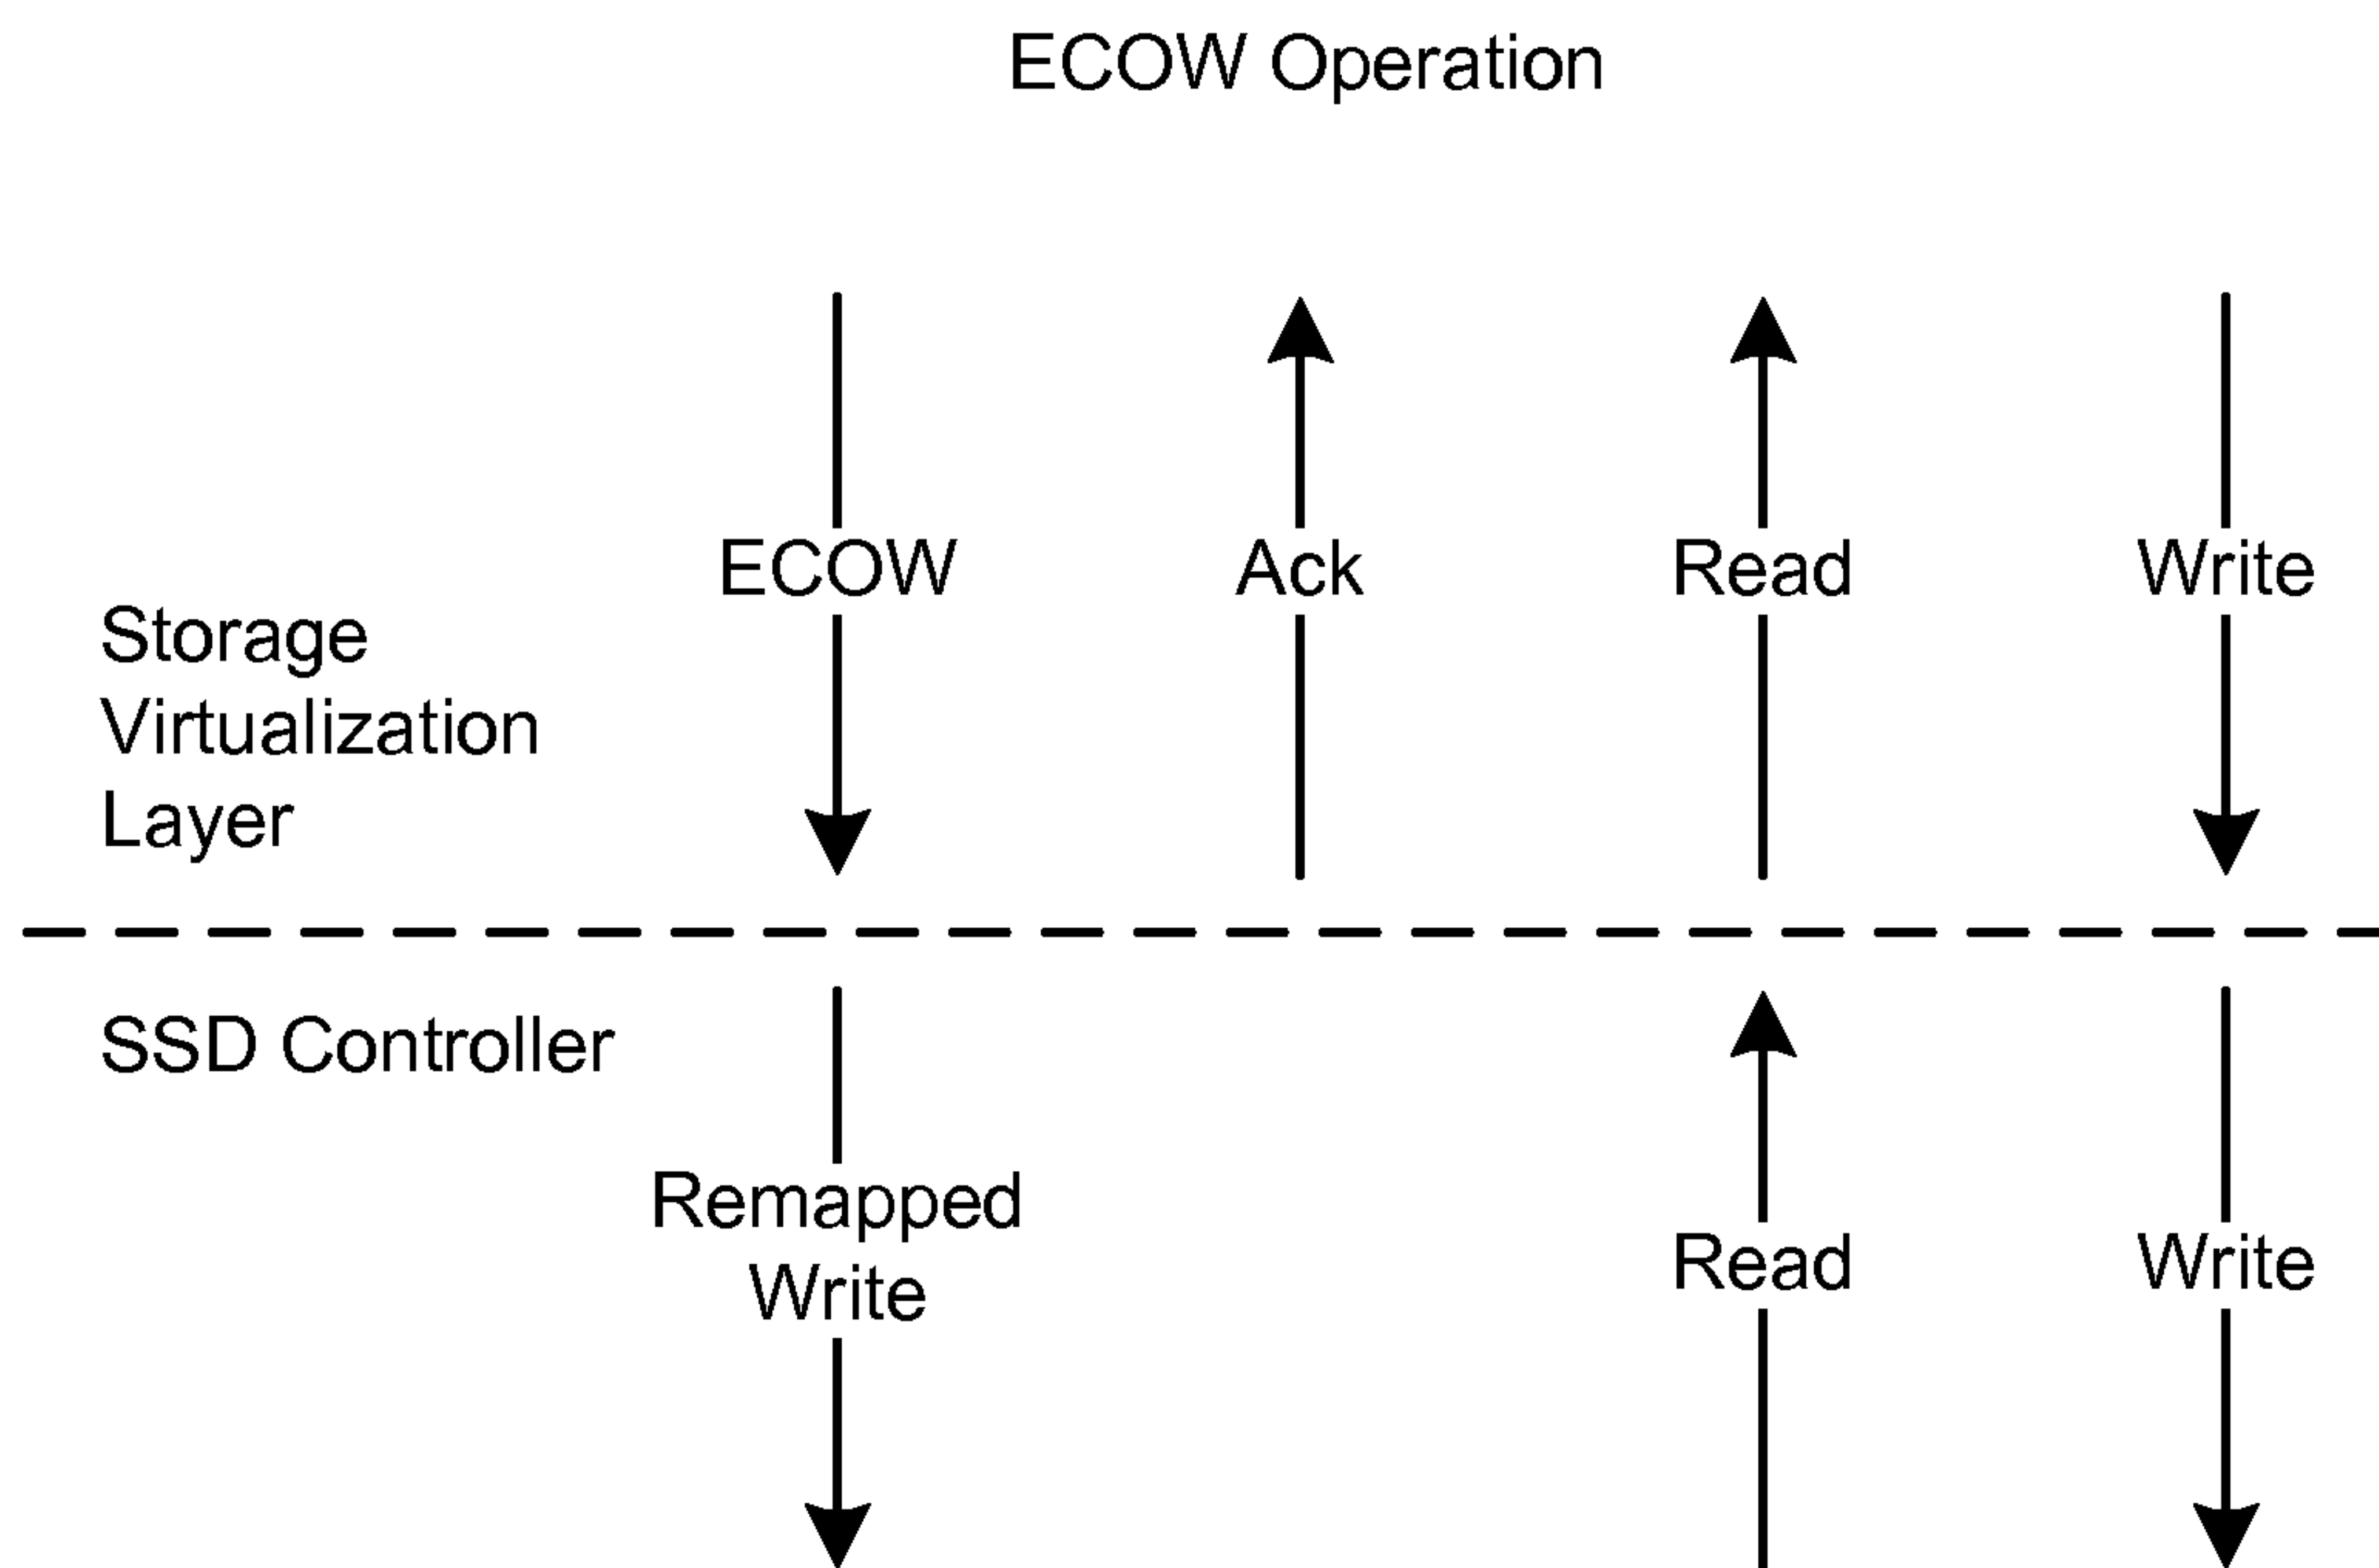 ECOW Operation
ECOW
Ack
Read
Write
Storage
Virtualization
Layer
SSD Controller
Remapped
Write
Read
Write